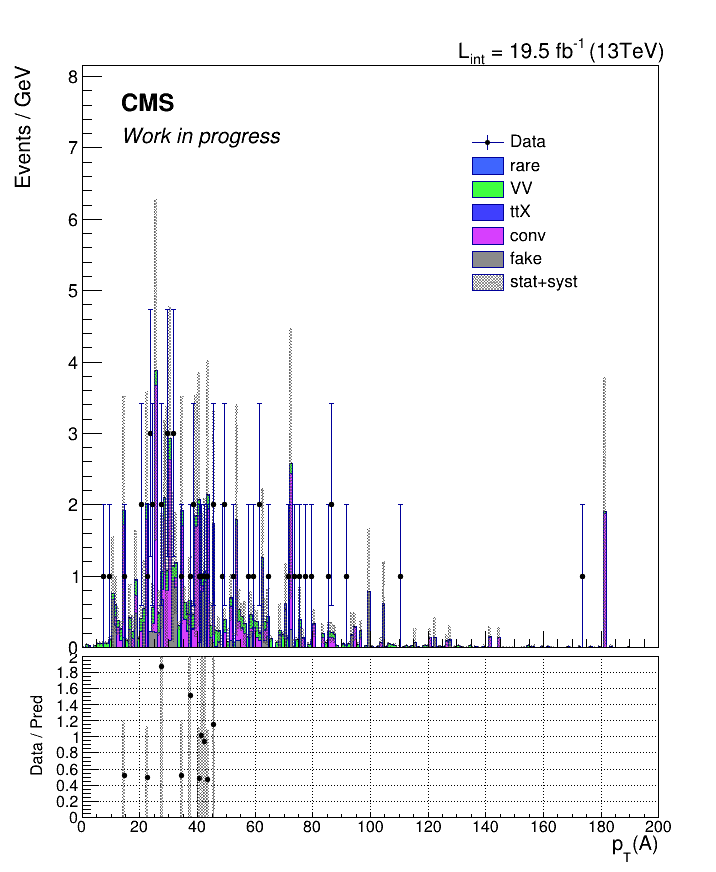 L_int = 19.5 fb^-1 (13TeV)
Events / GeV
8
7
6
5
4
3
2
1
0
CMS
Work in progress
Data
rare
VV
ttX
conv
fake
stat+syst
Data / Pred
2
1.8
1.6
1.4
1.2
1
0.8
0.6
0.4
0.2
0
0 20 40 60 80 100 120 140 160 180 200
p_T(A)